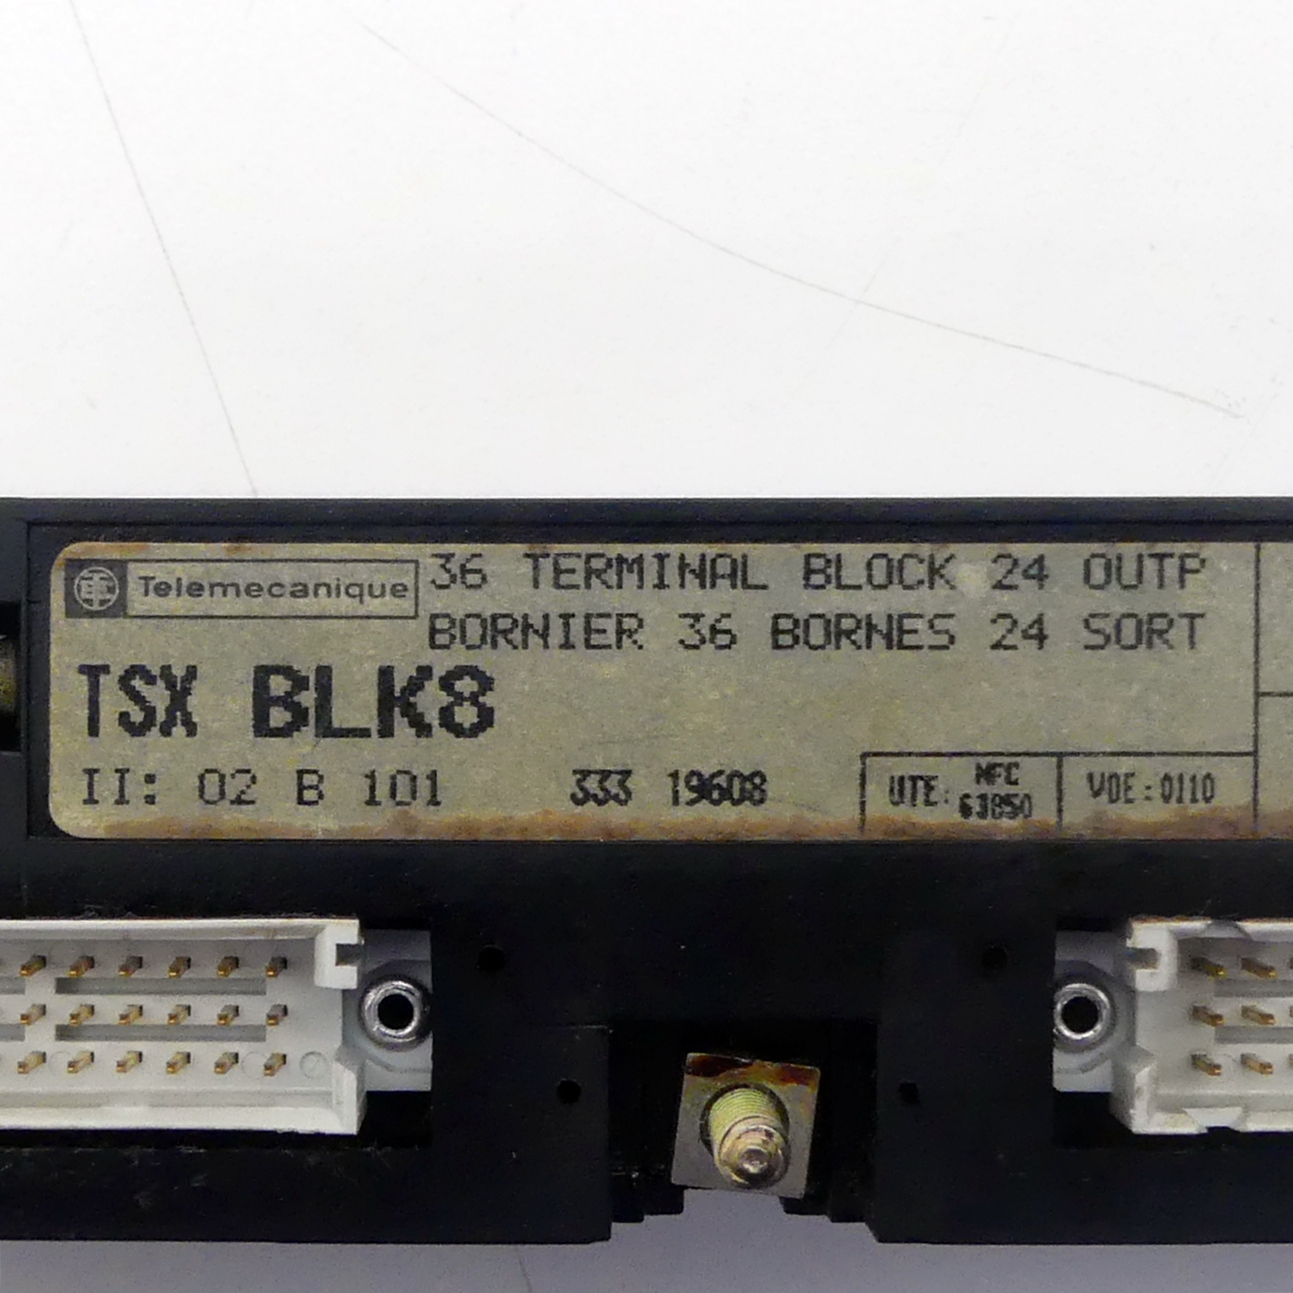 Telemecanique
36 TERMINAL BLOCK 24 OUTP
BORNIER 36 BORNES 24 SORT
TSX BLK8
II: 02 B 101 333 19608
UTE: NFC 63850
VDE: 0110